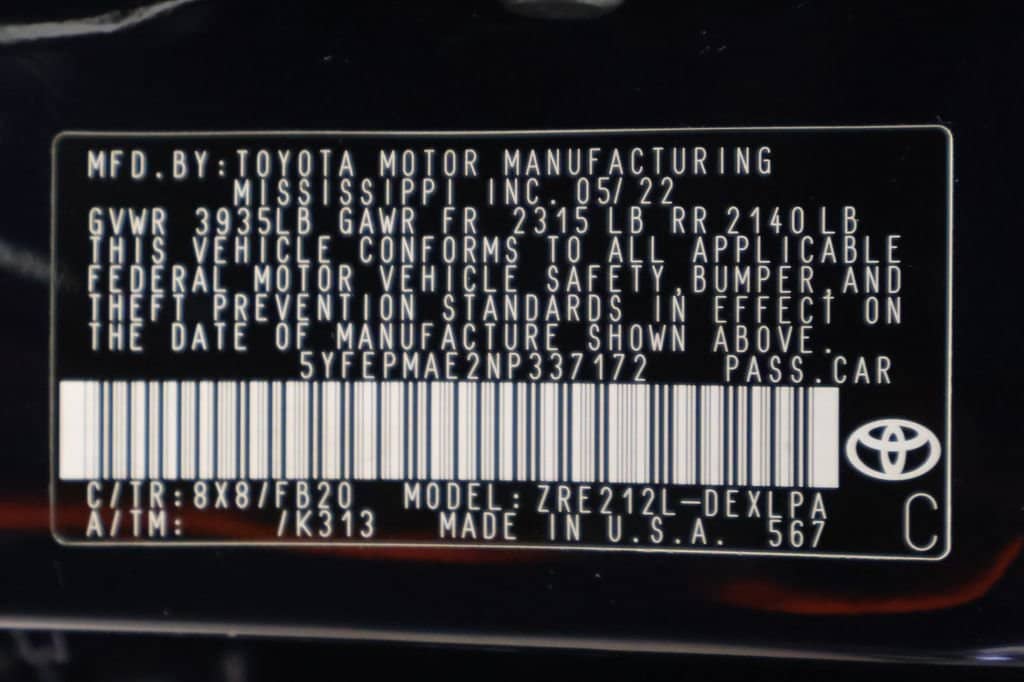 MFD.BY:TOYOTA MOTOR MANUFACTURING
MISSISSIPPI INC. 05/22
GVWR 3935LB GAWR FR 2315 LB RR 2140 LB
THIS VEHICLE CONFORMS TO ALL APPLICABLE
FEDERAL MOTOR VEHICLE SAFETY,BUMPER,AND
THEFT PREVENTION STANDARDS IN EFFECT ON
THE DATE OF MANUFACTURE SHOWN ABOVE.
5YFEPMAE2NP337172 PASS.CAR
C/TR:8X8/FB20 MODEL:ZRE212L-DEXLPA
A/TM: /K313 MADE IN U.S.A. 567
C